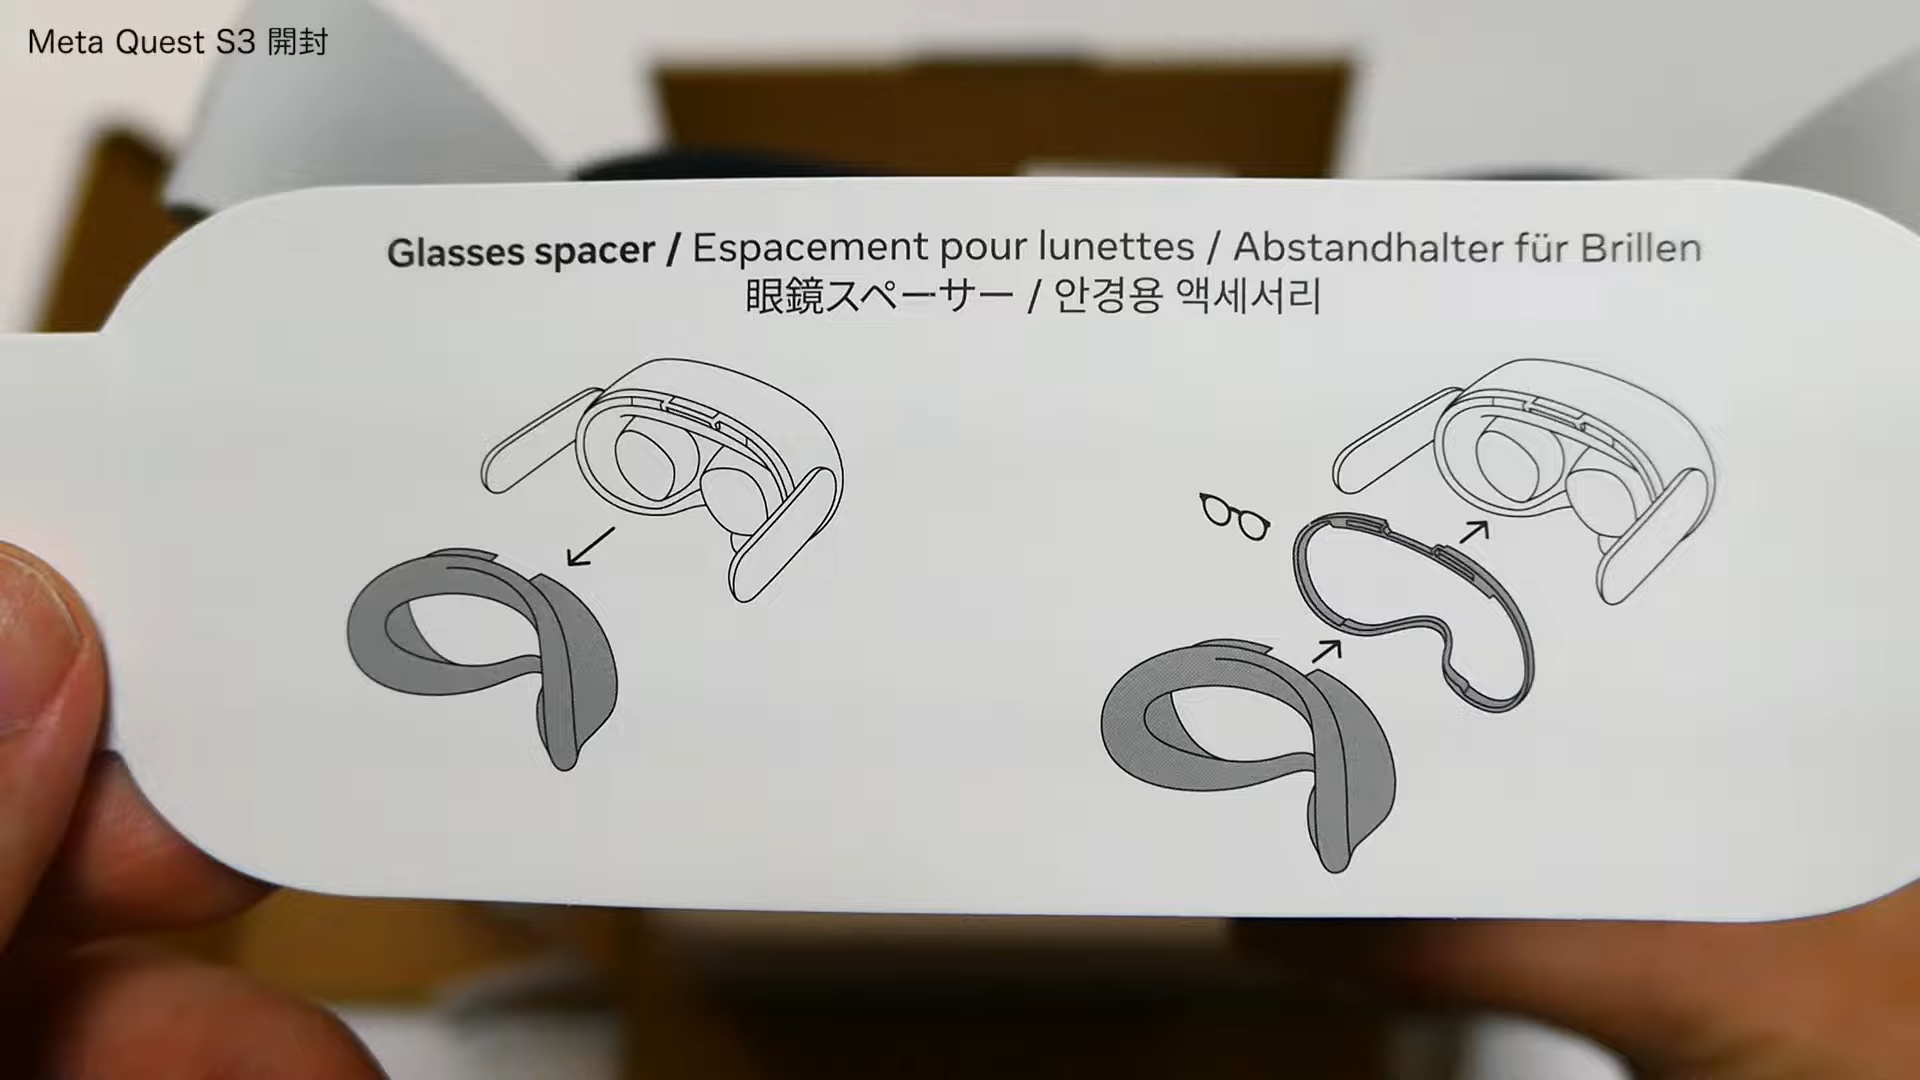 Meta Quest S3 開封
Glasses spacer / Espacement pour lunettes / Abstandhalter für Brillen
眼鏡スペーサー / 안경용 액세서리